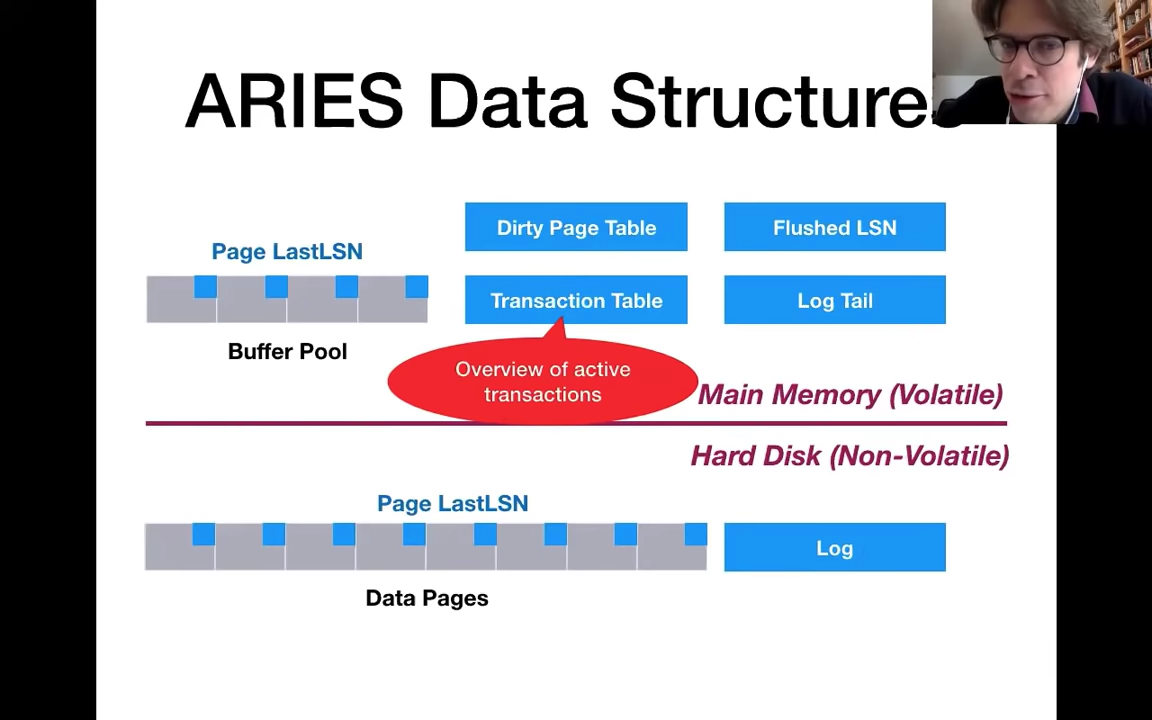 ARIES Data Structures
Dirty Page Table
Flushed LSN
Page LastLSN
Transaction Table
Log Tail
Buffer Pool
Overview of active
transactions
Main Memory (Volatile)
Hard Disk (Non-Volatile)
Page LastLSN
Log
Data Pages